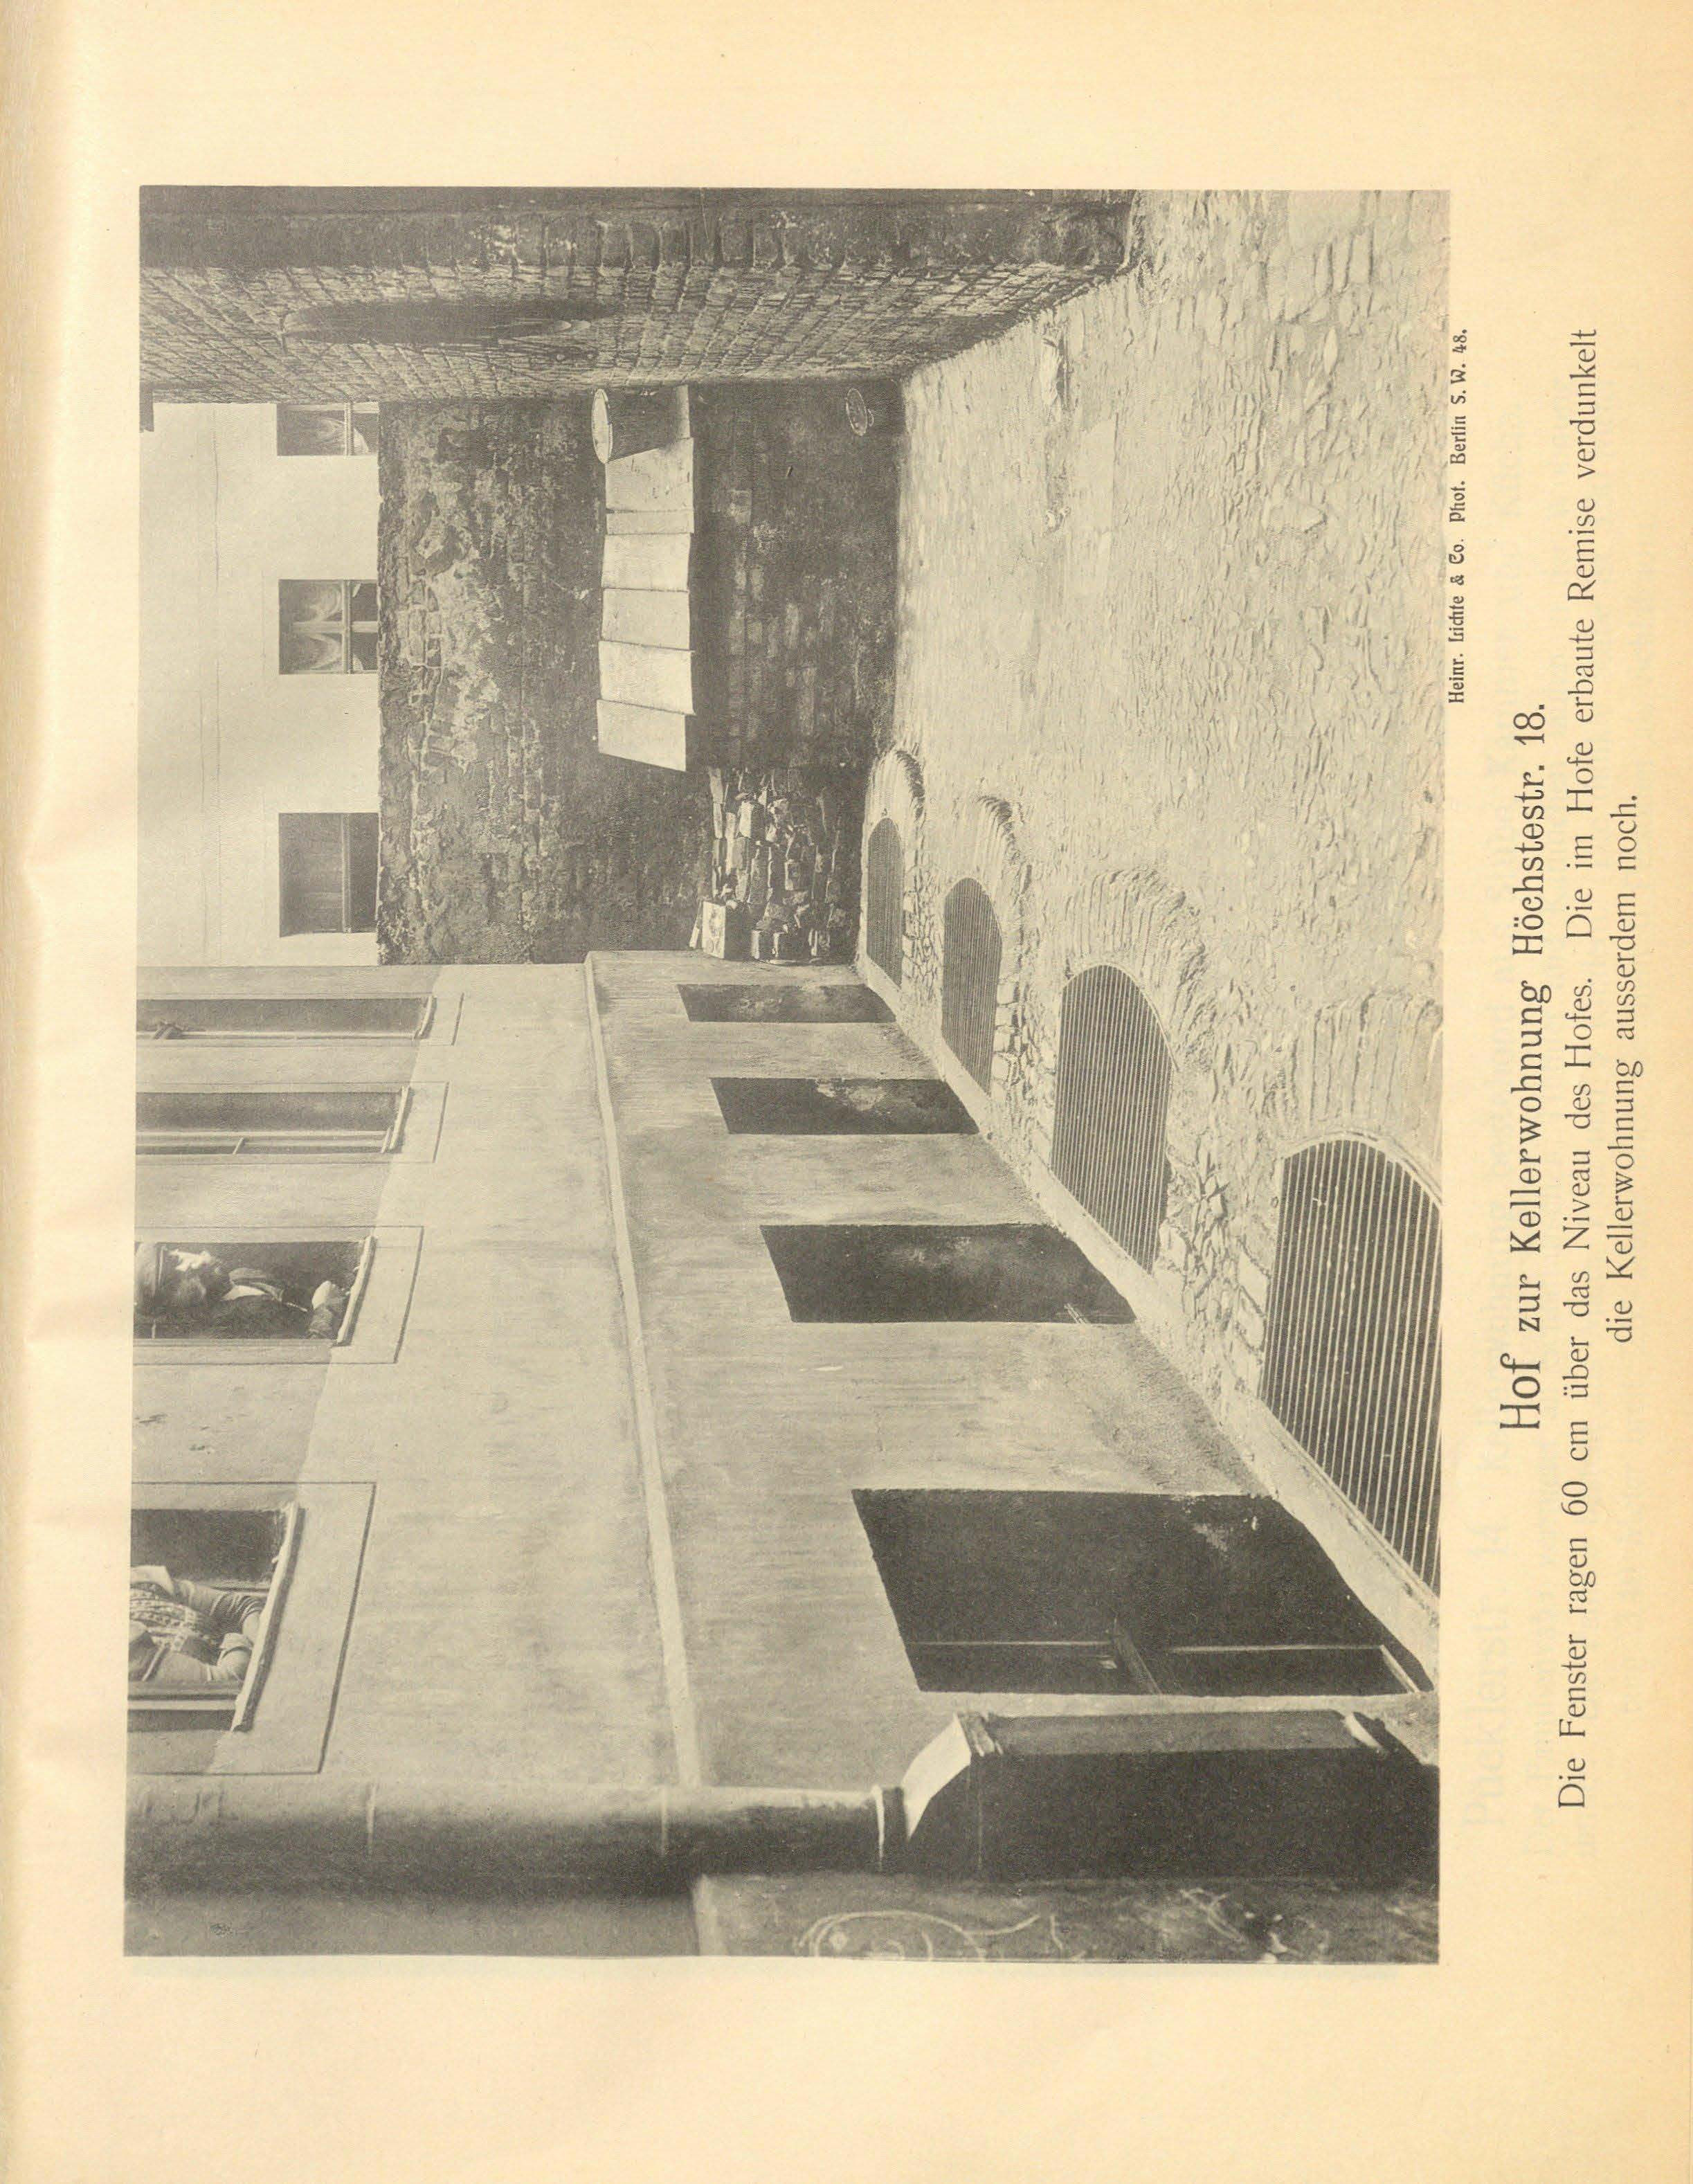 Heinr. Lichte & Co. Phot. Berlin S. W. 48.
Hof zur Kellerwohnung Höchstestr. 18.
Die Fenster ragen 60 cm über das Niveau des Hofes. Die im Hofe erbaute Remise verdunkelt
die Kellerwohnung ausserdem noch.